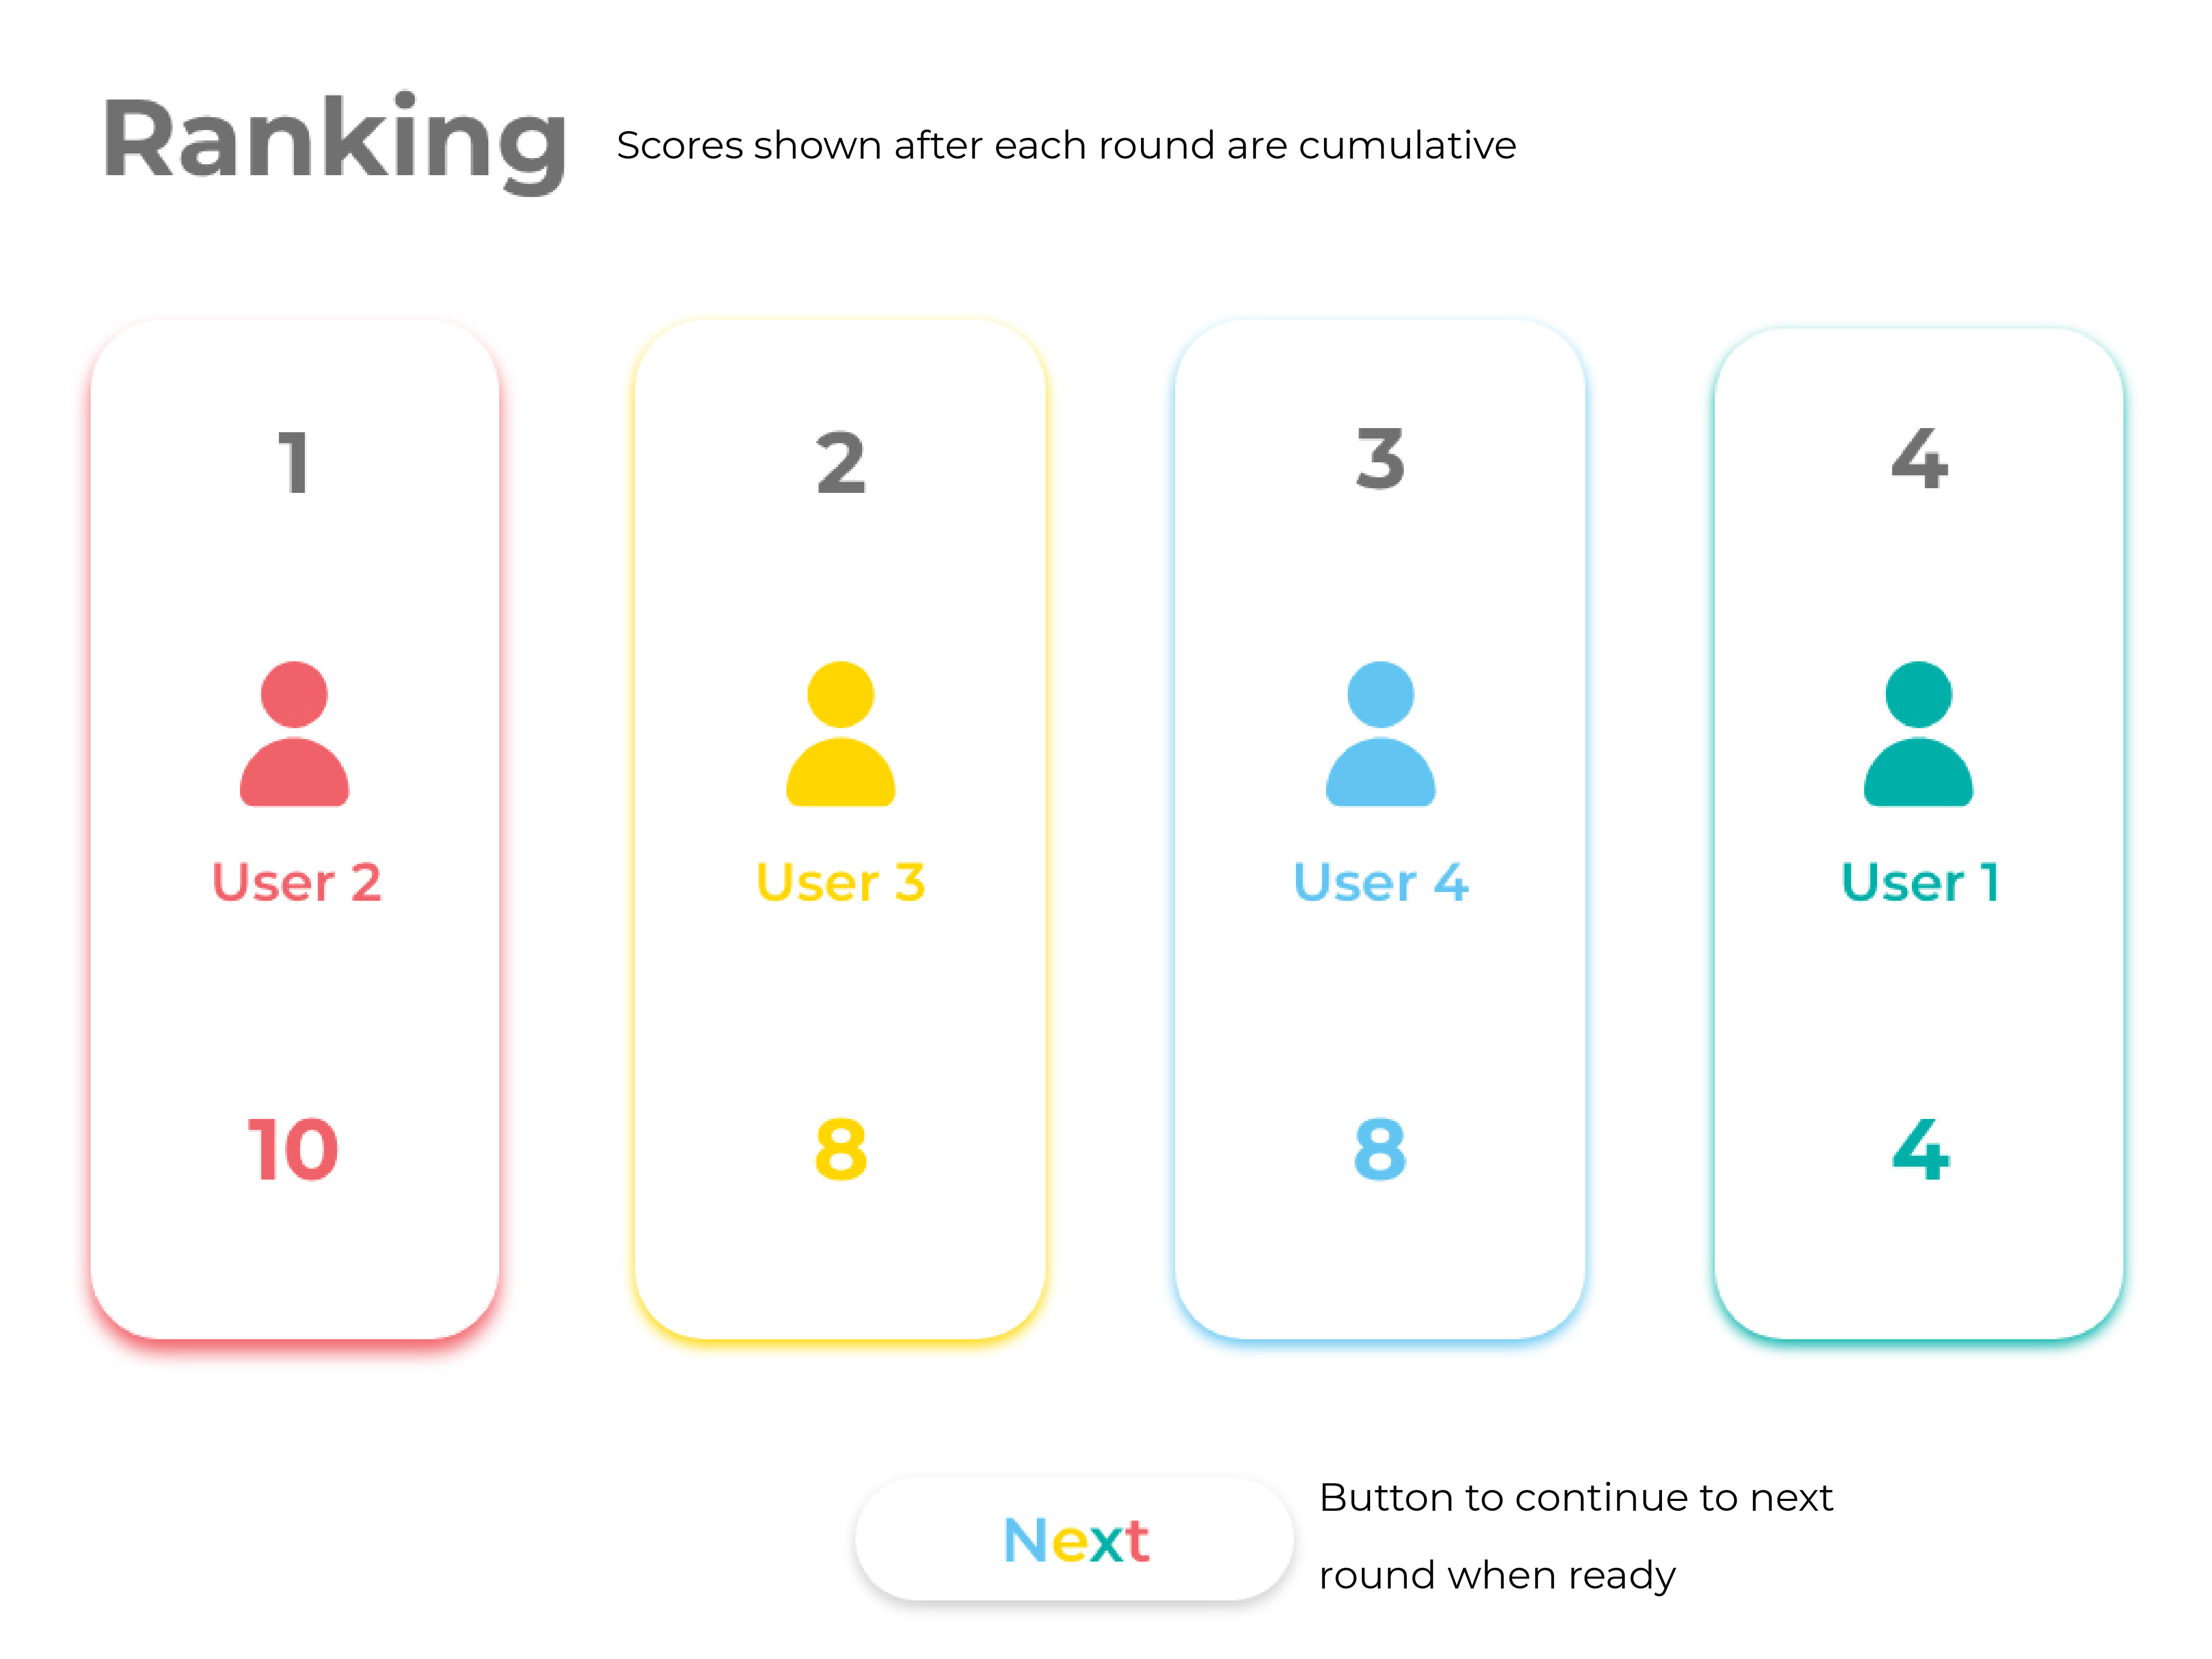 Ranking
Scores shown after each round are cumulative
1
2
3
4
User 2
User 3
User 4
User 1
10
8
8
4
Next
Button to continue to next
round when ready